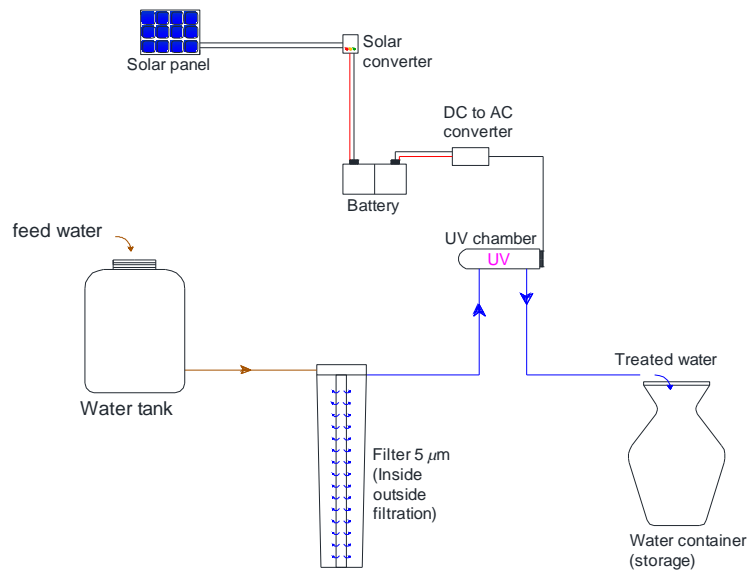 Solar panel
Solar
converter
DC to AC
converter
Battery
feed water
UV chamber
UV
Water tank
Filter 5 μm
(Inside
outside
filtration)
Treated water
Water container
(storage)